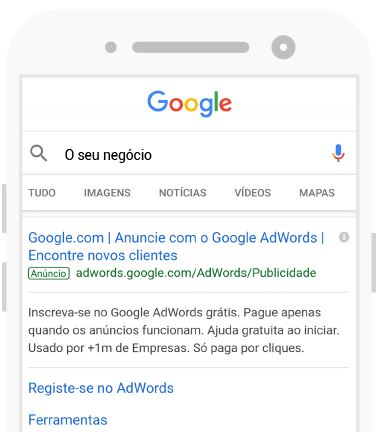 Google
O seu negócio
TUDO IMAGENS NOTÍCIAS VÍDEOS MAPAS
Google.com | Anuncie com o Google AdWords |
Encontre novos clientes
Anúncio adwords.google.com/AdWords/Publicidade
Inscreva-se no Google AdWords grátis. Pague apenas
quando os anúncios funcionam. Ajuda gratuita ao iniciar.
Usado por +1m de Empresas. Só paga por cliques.
Registe-se no AdWords
Ferramentas